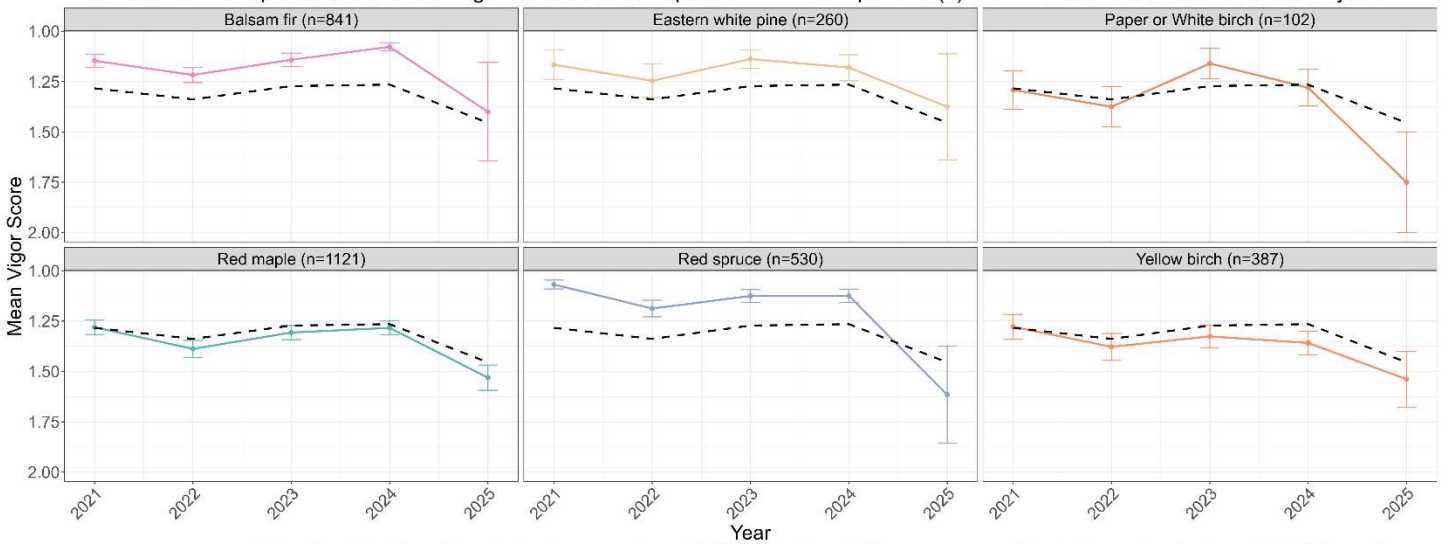 Balsam fir (n=841)
Eastern white pine (n=260)
Paper or White birch (n=102)
1.00
1.25
1.50
1.75
2.00
Red maple (n=1121)
Red spruce (n=530)
Yellow birch (n=387)
1.00
1.25
1.50
1.75
2.00
Mean Vigor Score
2021 2022 2023 2024 2025
2021 2022 2023 2024 2025
2021 2022 2023 2024 2025
Year